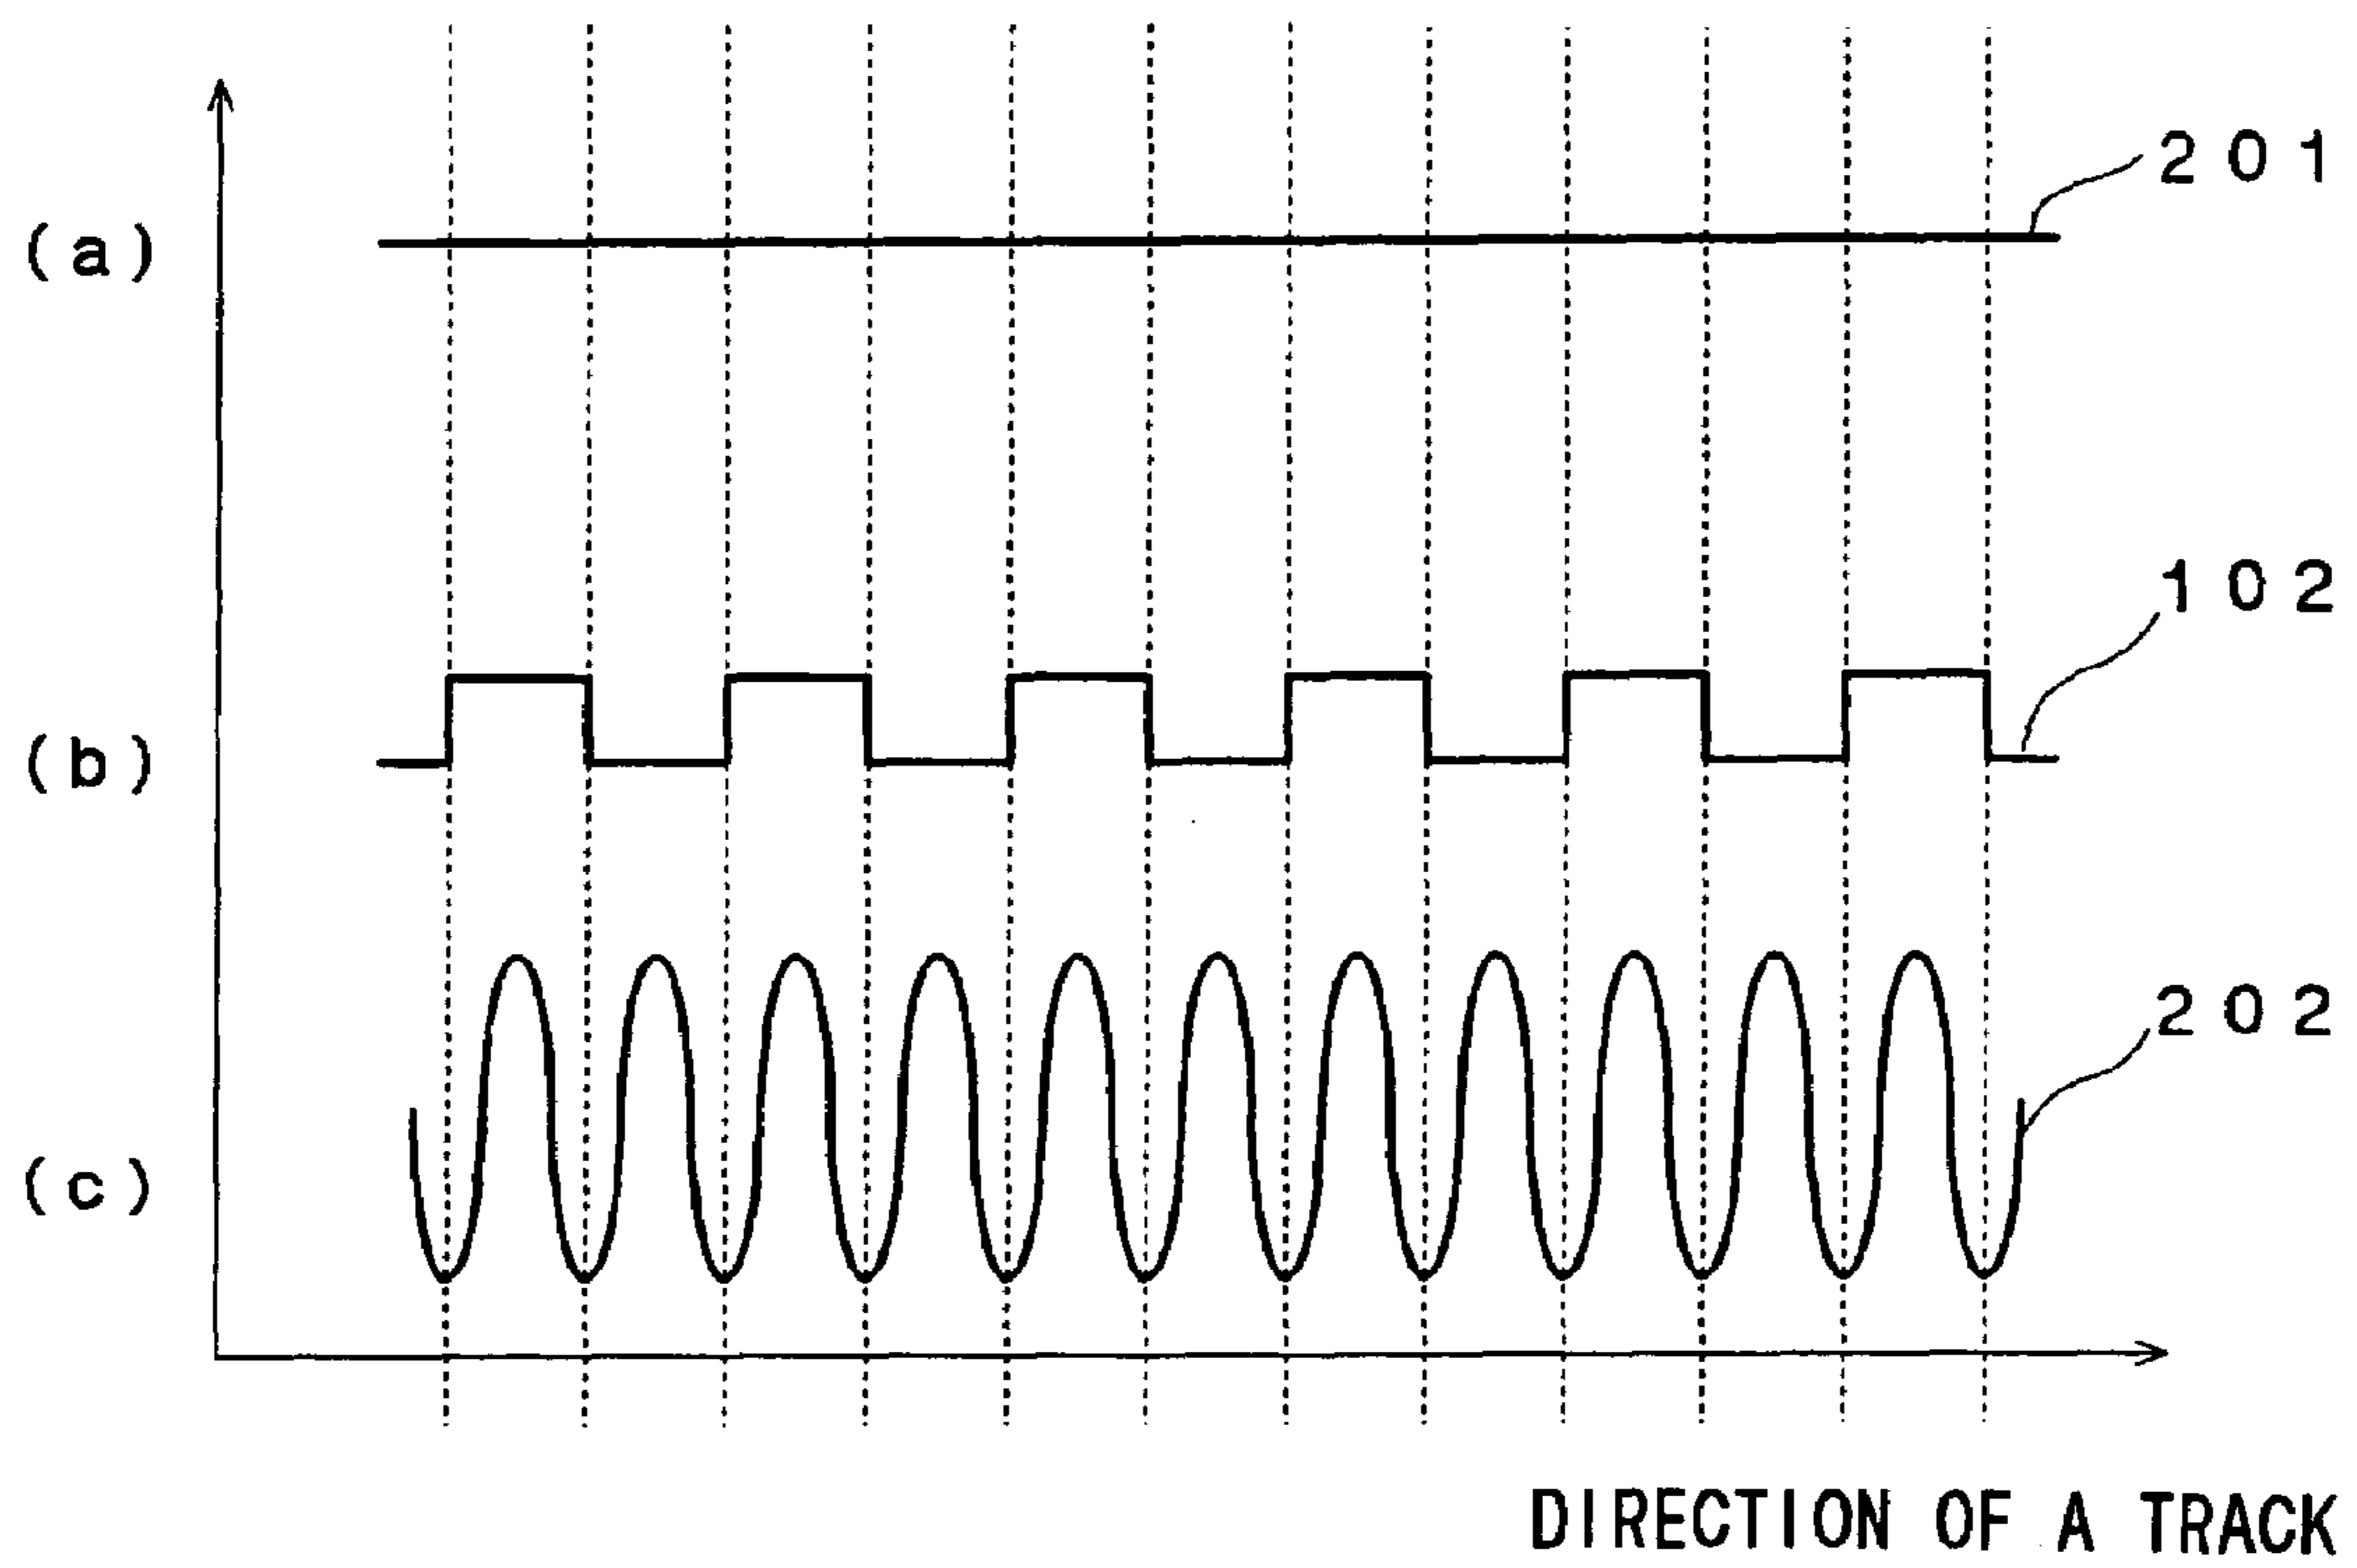 201
(a)
102
(b)
202
(c)
DIRECTION OF A TRACK